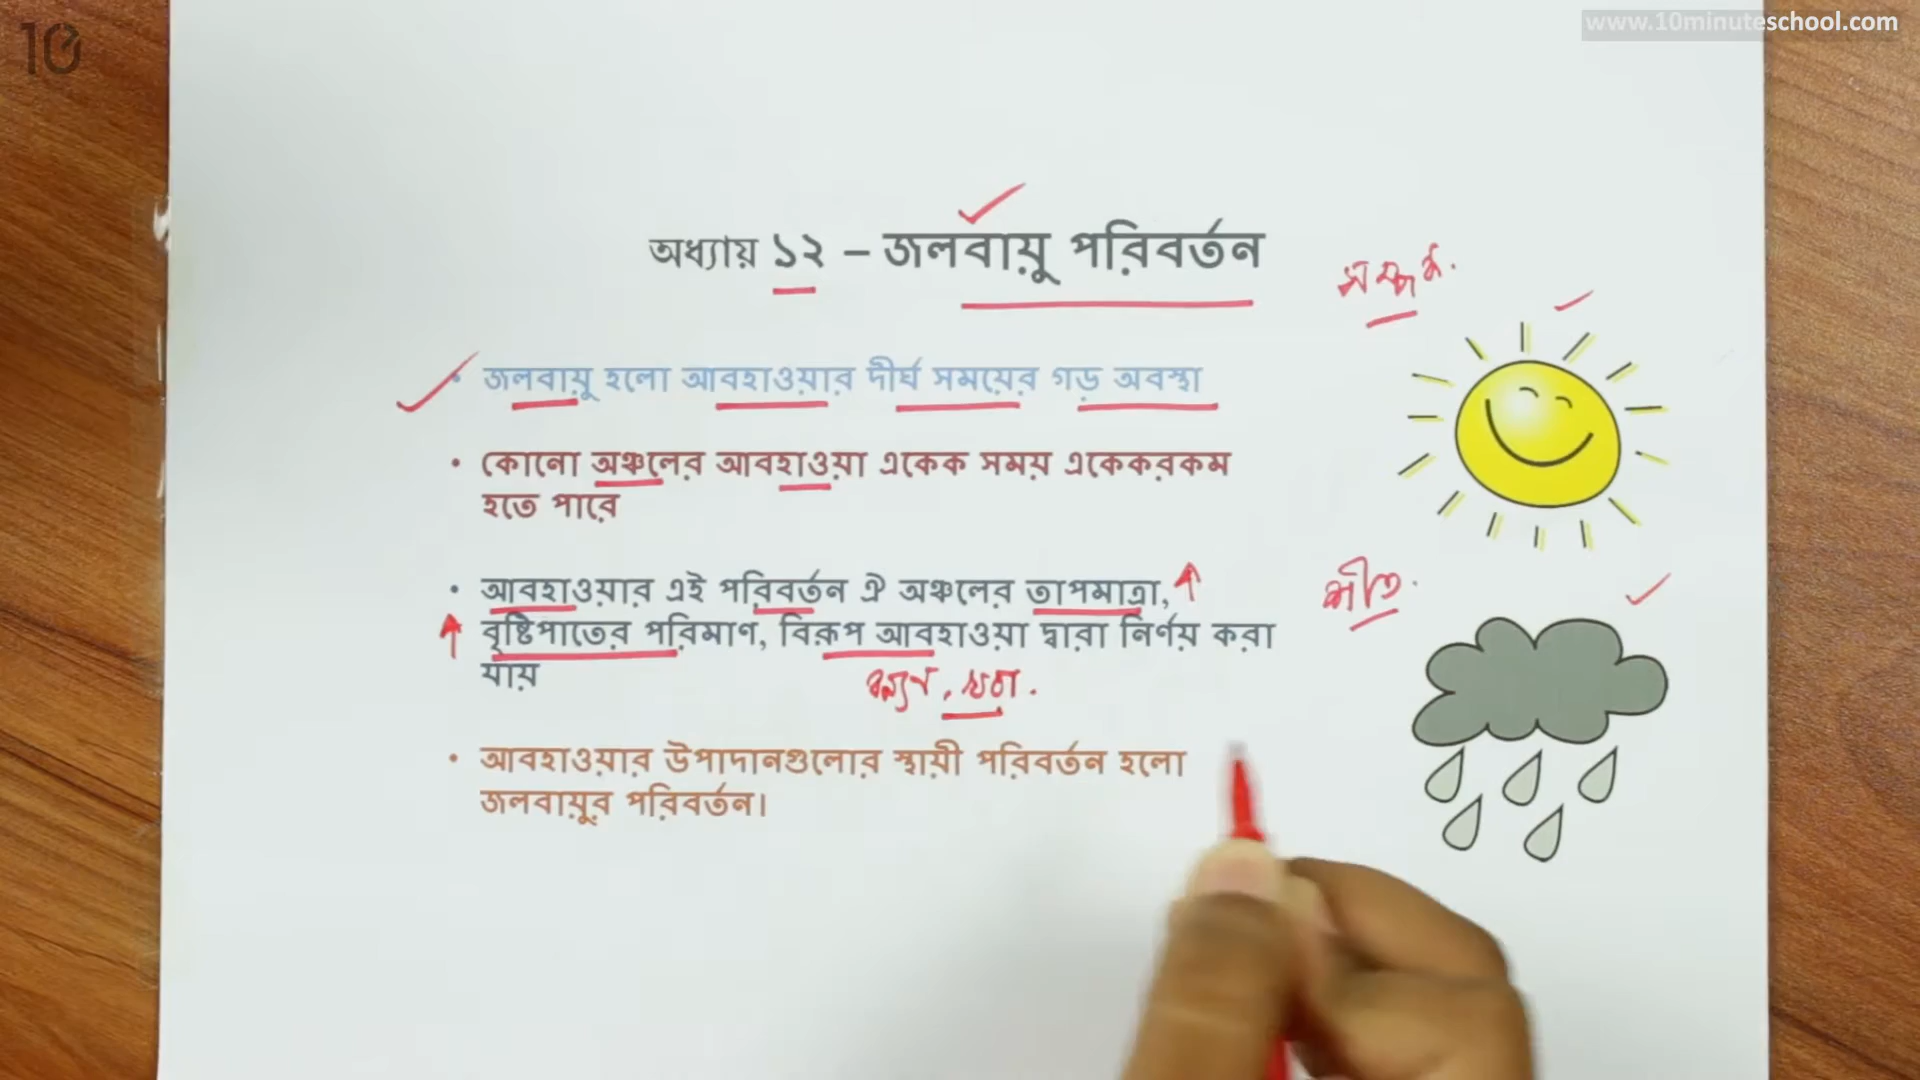 10
www.10minuteschool.com
অধ্যায় ১২ – জলবায়ু পরিবর্তন
• জলবায়ু হলো আবহাওয়ার দীর্ঘ সময়ের গড় অবস্থা
• কোনো অঞ্চলের আবহাওয়া একেক সময় একেকরকম
হতে পারে
• আবহাওয়ার এই পরিবর্তন ঐ অঞ্চলের তাপমাত্রা,
বৃষ্টিপাতের পরিমাণ, বিরূপ আবহাওয়া দ্বারা নির্ণয় করা
যায়
শীত
খরা
• আবহাওয়ার উপাদানগুলোর স্থায়ী পরিবর্তন হলো
জলবায়ুর পরিবর্তন।